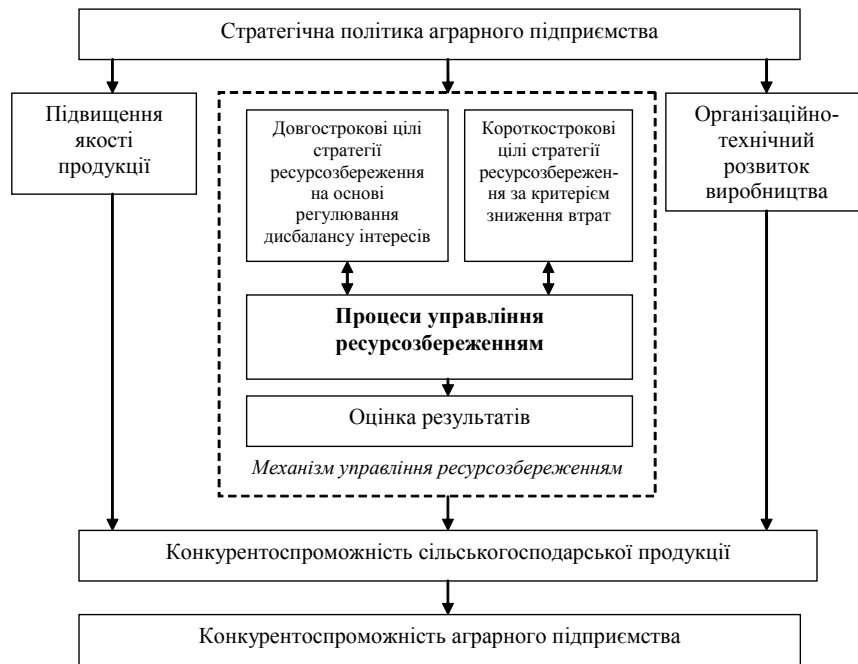 Стратегічна політика аграрного підприємства
Підвищення
якості
продукції
Довгострокові цілі
стратегії
ресурсозбереження
на основі
регулювання
дисбалансу інтересів
Короткострокові
цілі стратегії
ресурсозбережен-
ня за критерієм
зниження втрат
Організаційно-
технічний
розвиток
виробництва
Процеси управління
ресурсозбереженням
Оцінка результатів
Механізм управління ресурсозбереженням
Конкурентоспроможність сільськогосподарської продукції
Конкурентоспроможність аграрного підприємства